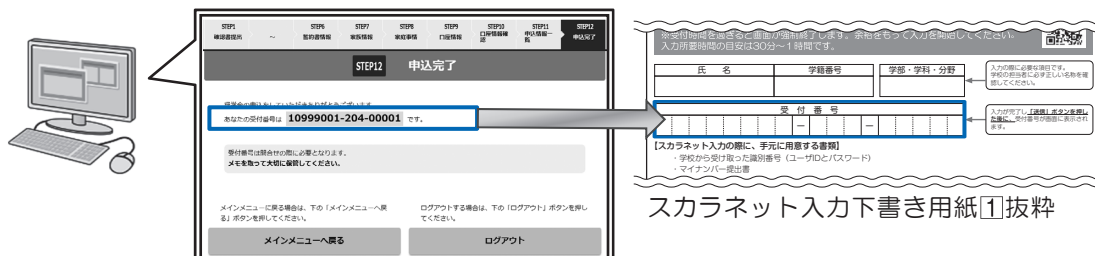 STEP1
確認書提出
～
STEP6
誓約書情報
STEP7
家族情報
STEP8
家庭事情
STEP9
口座情報
STEP10
口座情報確認
STEP11
申込情報一覧
STEP12
申込完了
STEP12 申込完了
奨学金の申込をしていただきありがとうございます。
あなたの受付番号は 10999001-204-00001 です。
受付番号は問合せの際に必要となります。
メモを取って大切に保管してください。
メインメニューに戻る場合は、下の「メインメニューへ戻
る」ボタンを押してください。
ログアウトする場合は、下の「ログアウト」ボタンを押し
てください。
メインメニューへ戻る
ログアウト
※受付時間を過ぎると画面が強制終了します。余裕をもって入力を開始してください。
入力所要時間の目安は30分～1時間です。
氏 名
学籍番号
学部・学科・分野
入力の際に必要な項目です。
学校の担当者に必ず正しい名称を確
認してください。
受 付 番 号
－ －
入力が完了し【送信】ボタンを押し
た後に、受付番号が画面に表示され
ます。
【スカラネット入力の際に、手元に用意する書類】
・学校から受け取った識別番号（ユーザIDとパスワード）
・マイナンバー提出書
スカラネット入力下書き用紙1抜粋